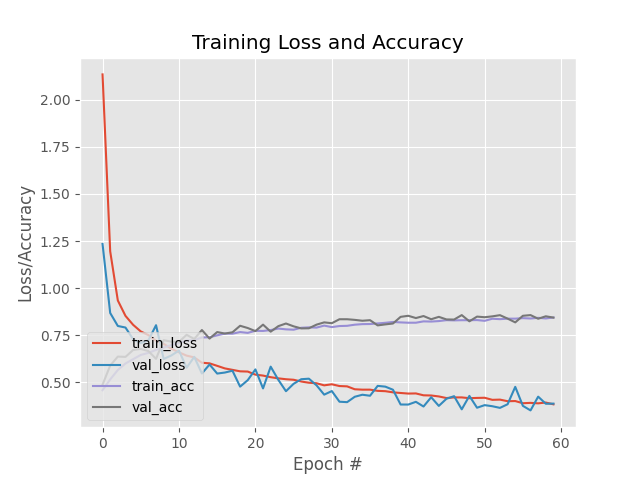 Training Loss and Accuracy
Loss/Accuracy
2.00
1.75
1.50
1.25
1.00
0.75
0.50
train_loss
val_loss
train_acc
val_acc
0 10 20 30 40 50 60
Epoch #